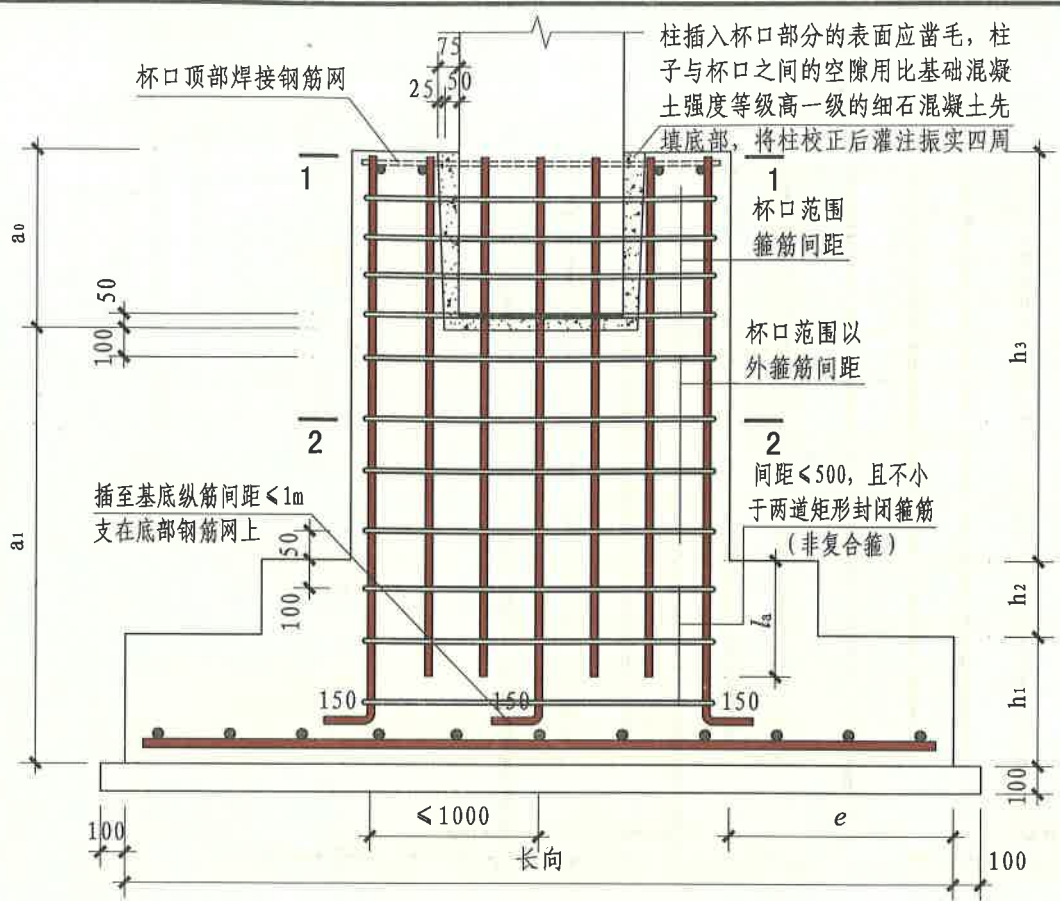 75
50
25
杯口顶部焊接钢筋网
柱插入杯口部分的表面应凿毛，柱
子与杯口之间的空隙用比基础混凝
土强度等级高一级的细石混凝土先
填底部，将柱校正后灌注振实四周
1
1
杯口范围
箍筋间距
a0
50
100
杯口范围以
外箍筋间距
h3
2
2
插至基底纵筋间距≤1m
支在底部钢筋网上
间距≤500，且不小
于两道矩形封闭箍筋
（非复合箍）
a1
50
100
la
h2
150
150
150
h1
100
≤1000
e
100
长向
100